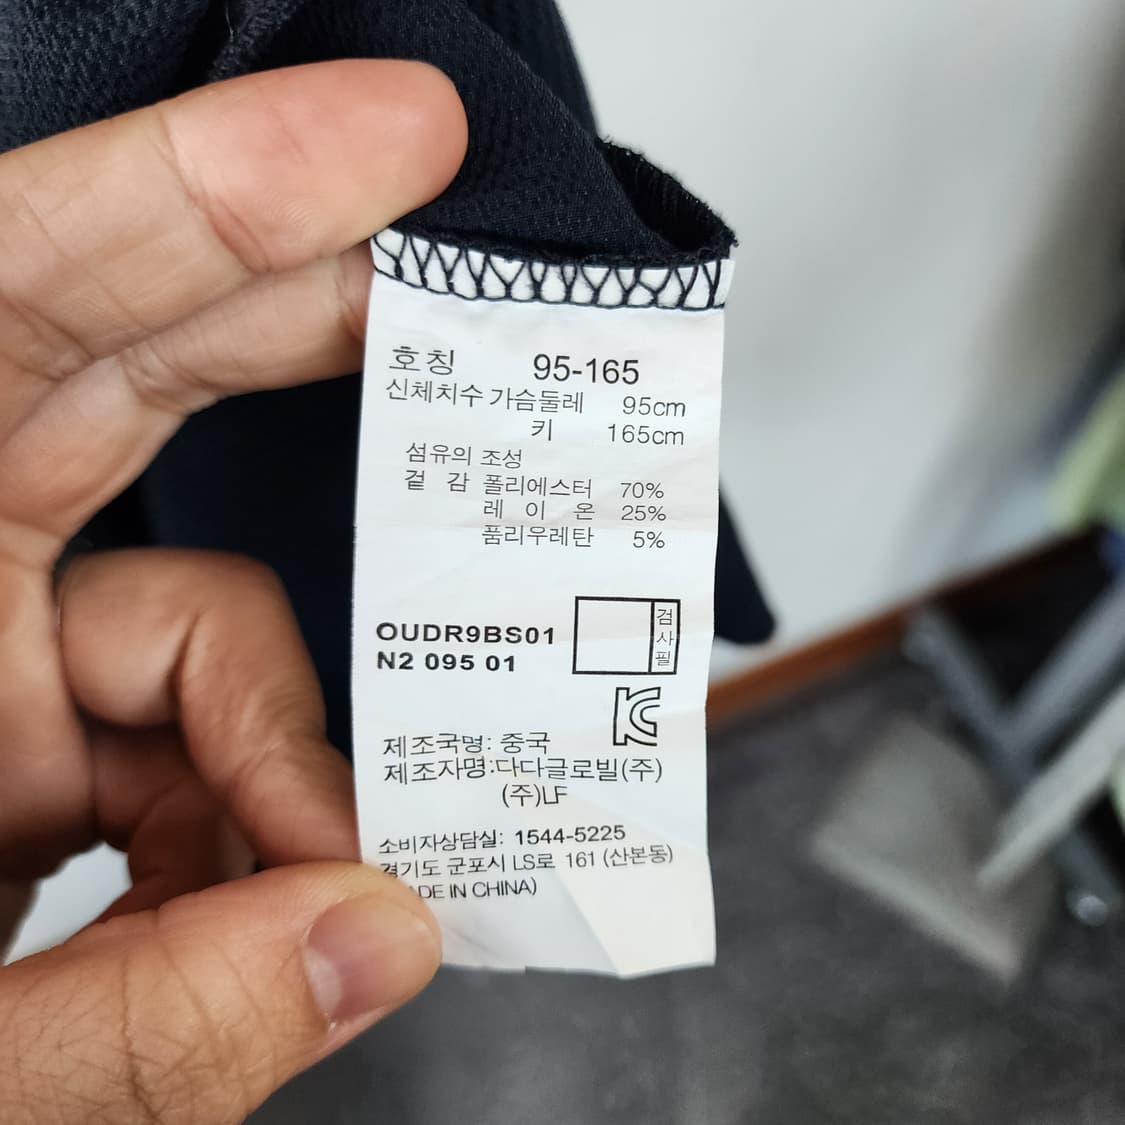 호칭 95-165
신체치수 가슴둘레 95cm
키 165cm
섬유의 조성
겉 감 폴리에스터 70%
레 이 온 25%
품리우레탄 5%
OUDR9BS01
N2 095 01
검사필
KC
제조국명: 중국
제조자명:다다글로빌(주)
(주)LF
소비자상담실: 1544-5225
경기도 군포시 LS로 161 (산본동)
IN CHINA)